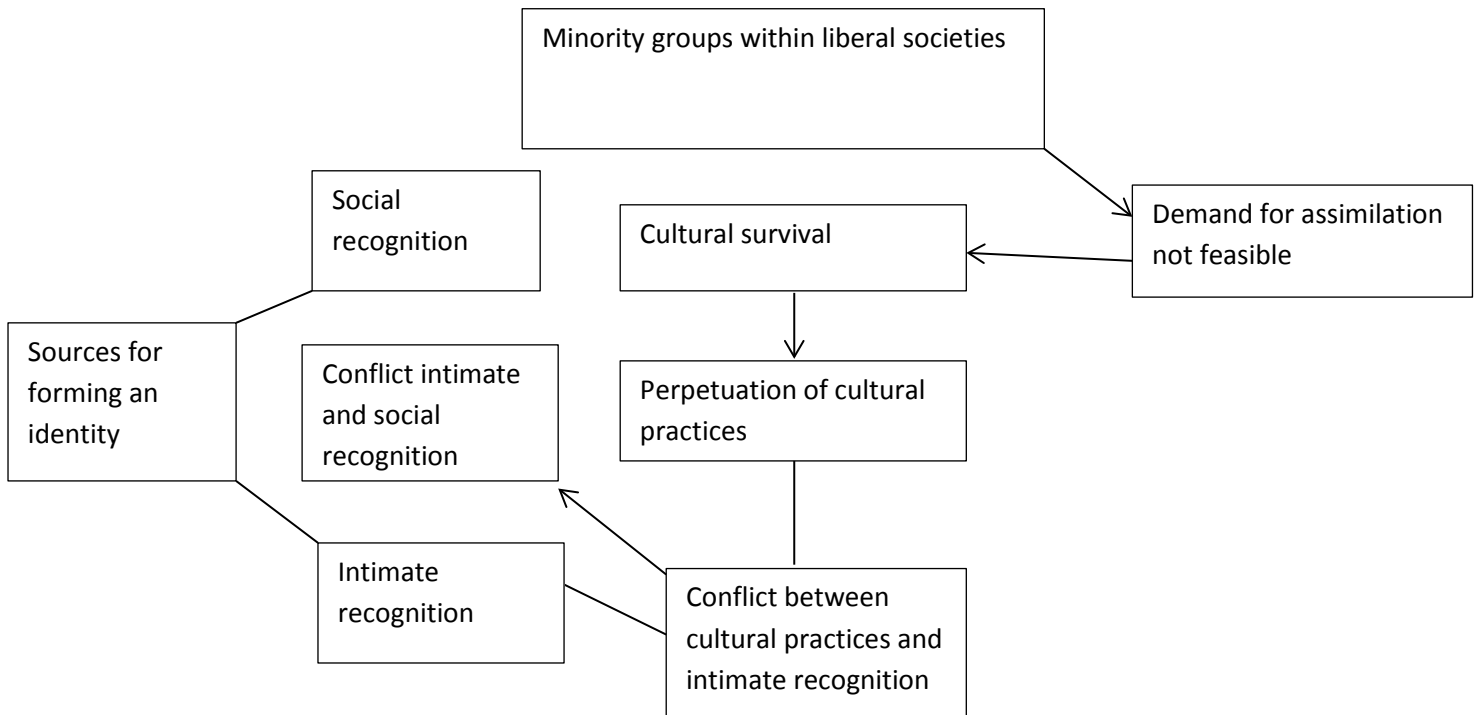 Minority groups within liberal societies
Social
recognition
Cultural survival
Demand for assimilation
not feasible
Sources for
forming an
identity
Conflict intimate
and social
recognition
Perpetuation of cultural
practices
Intimate
recognition
Conflict between
cultural practices and
intimate recognition